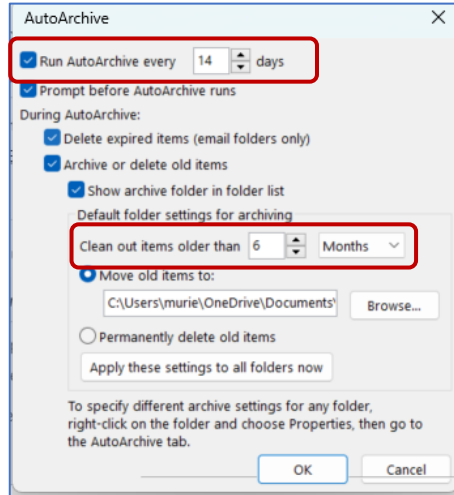 AutoArchive
Run AutoArchive every 14 days
Prompt before AutoArchive runs
During AutoArchive:
Delete expired items (email folders only)
Archive or delete old items
Show archive folder in folder list
Default folder settings for archiving
Clean out items older than 6 Months
Move old items to:
C:\Users\murie\OneDrive\Documents\ Browse...
Permanently delete old items
Apply these settings to all folders now
To specify different archive settings for any folder,
right-click on the folder and choose Properties, then go to
the AutoArchive tab.
OK Cancel